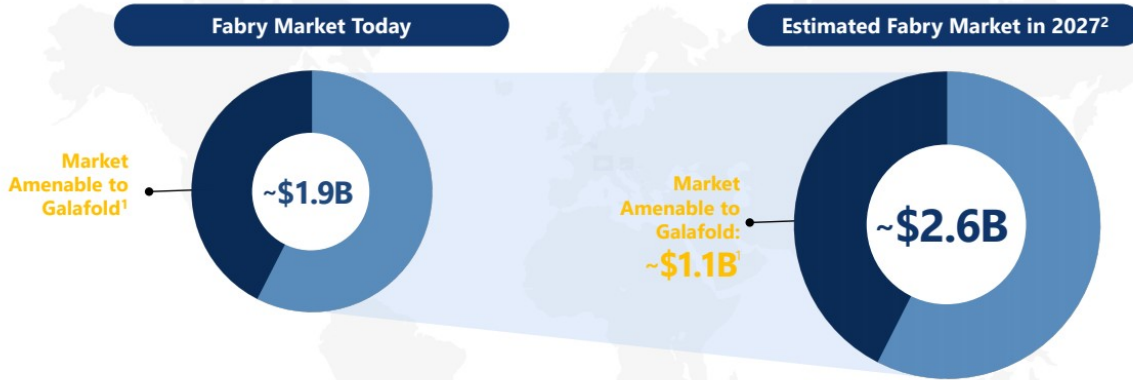 Fabry Market Today
Estimated Fabry Market in 2027²
Market
Amenable to
Galafold¹
~$1.9B
Market
Amenable to
Galafold:
~$1.1B¹
~$2.6B